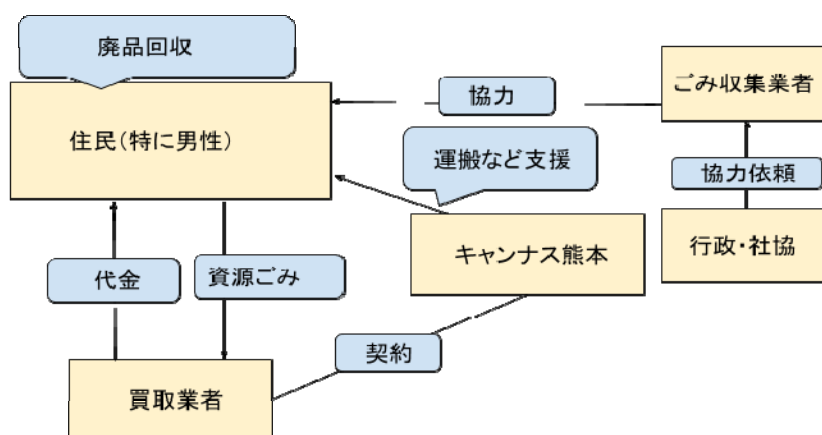 廃品回収
住民(特に男性)
協力
ごみ収集業者
運搬など支援
協力依頼
キャンナス熊本
行政・社協
代金
資源ごみ
契約
買取業者